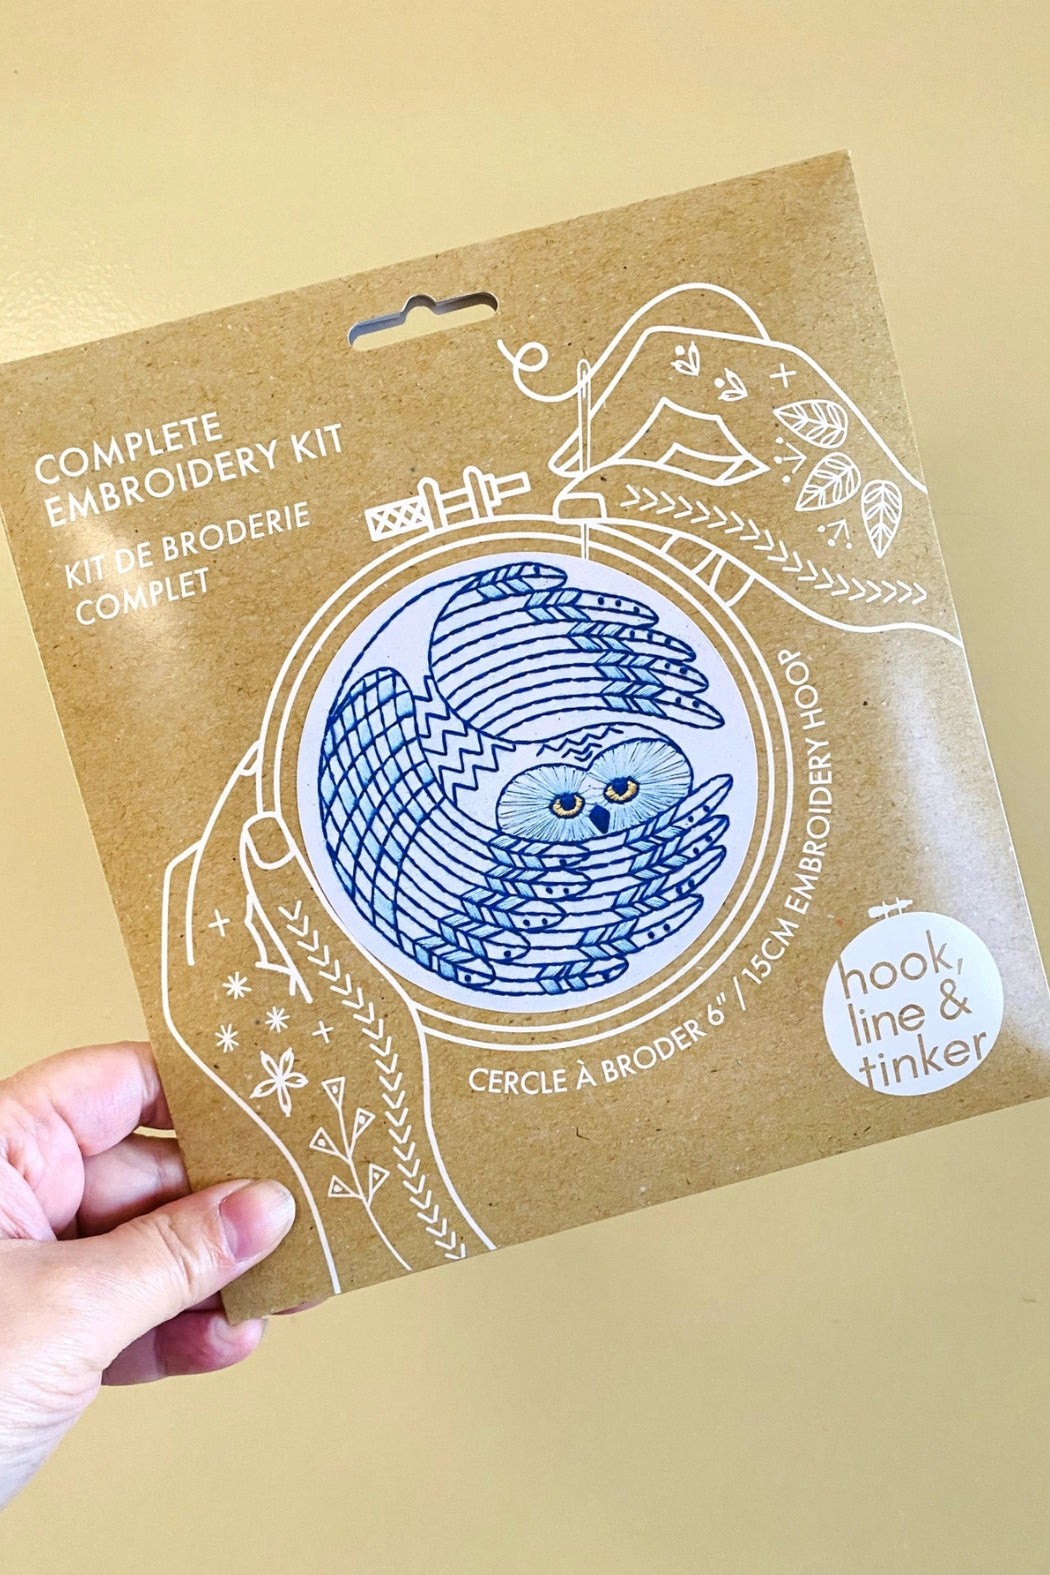 COMPLETE
EMBROIDERY KIT
KIT DE BRODERIE
COMPLET
CERCLE À BRODER 6" / 15CM EMBROIDERY HOOP
hook,
line &
tinker